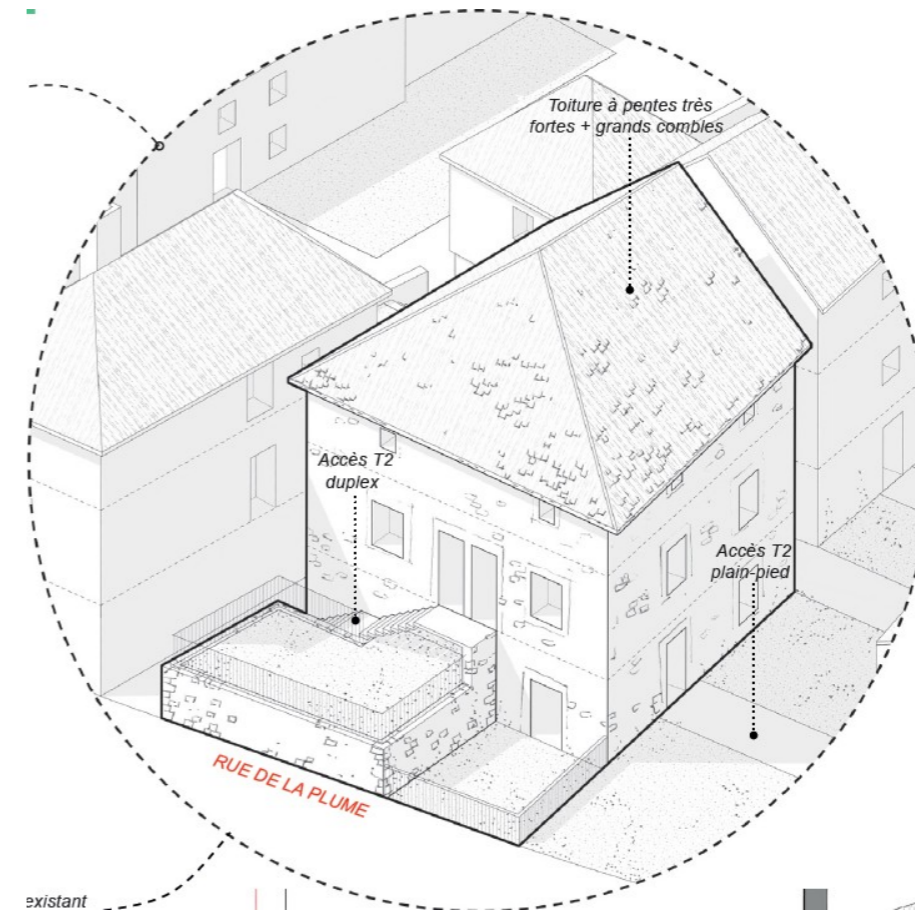 Toiture à pentes très
fortes + grands combles
Accès T2
duplex
Accès T2
plain-pied
RUE DE LA PLUME
existant